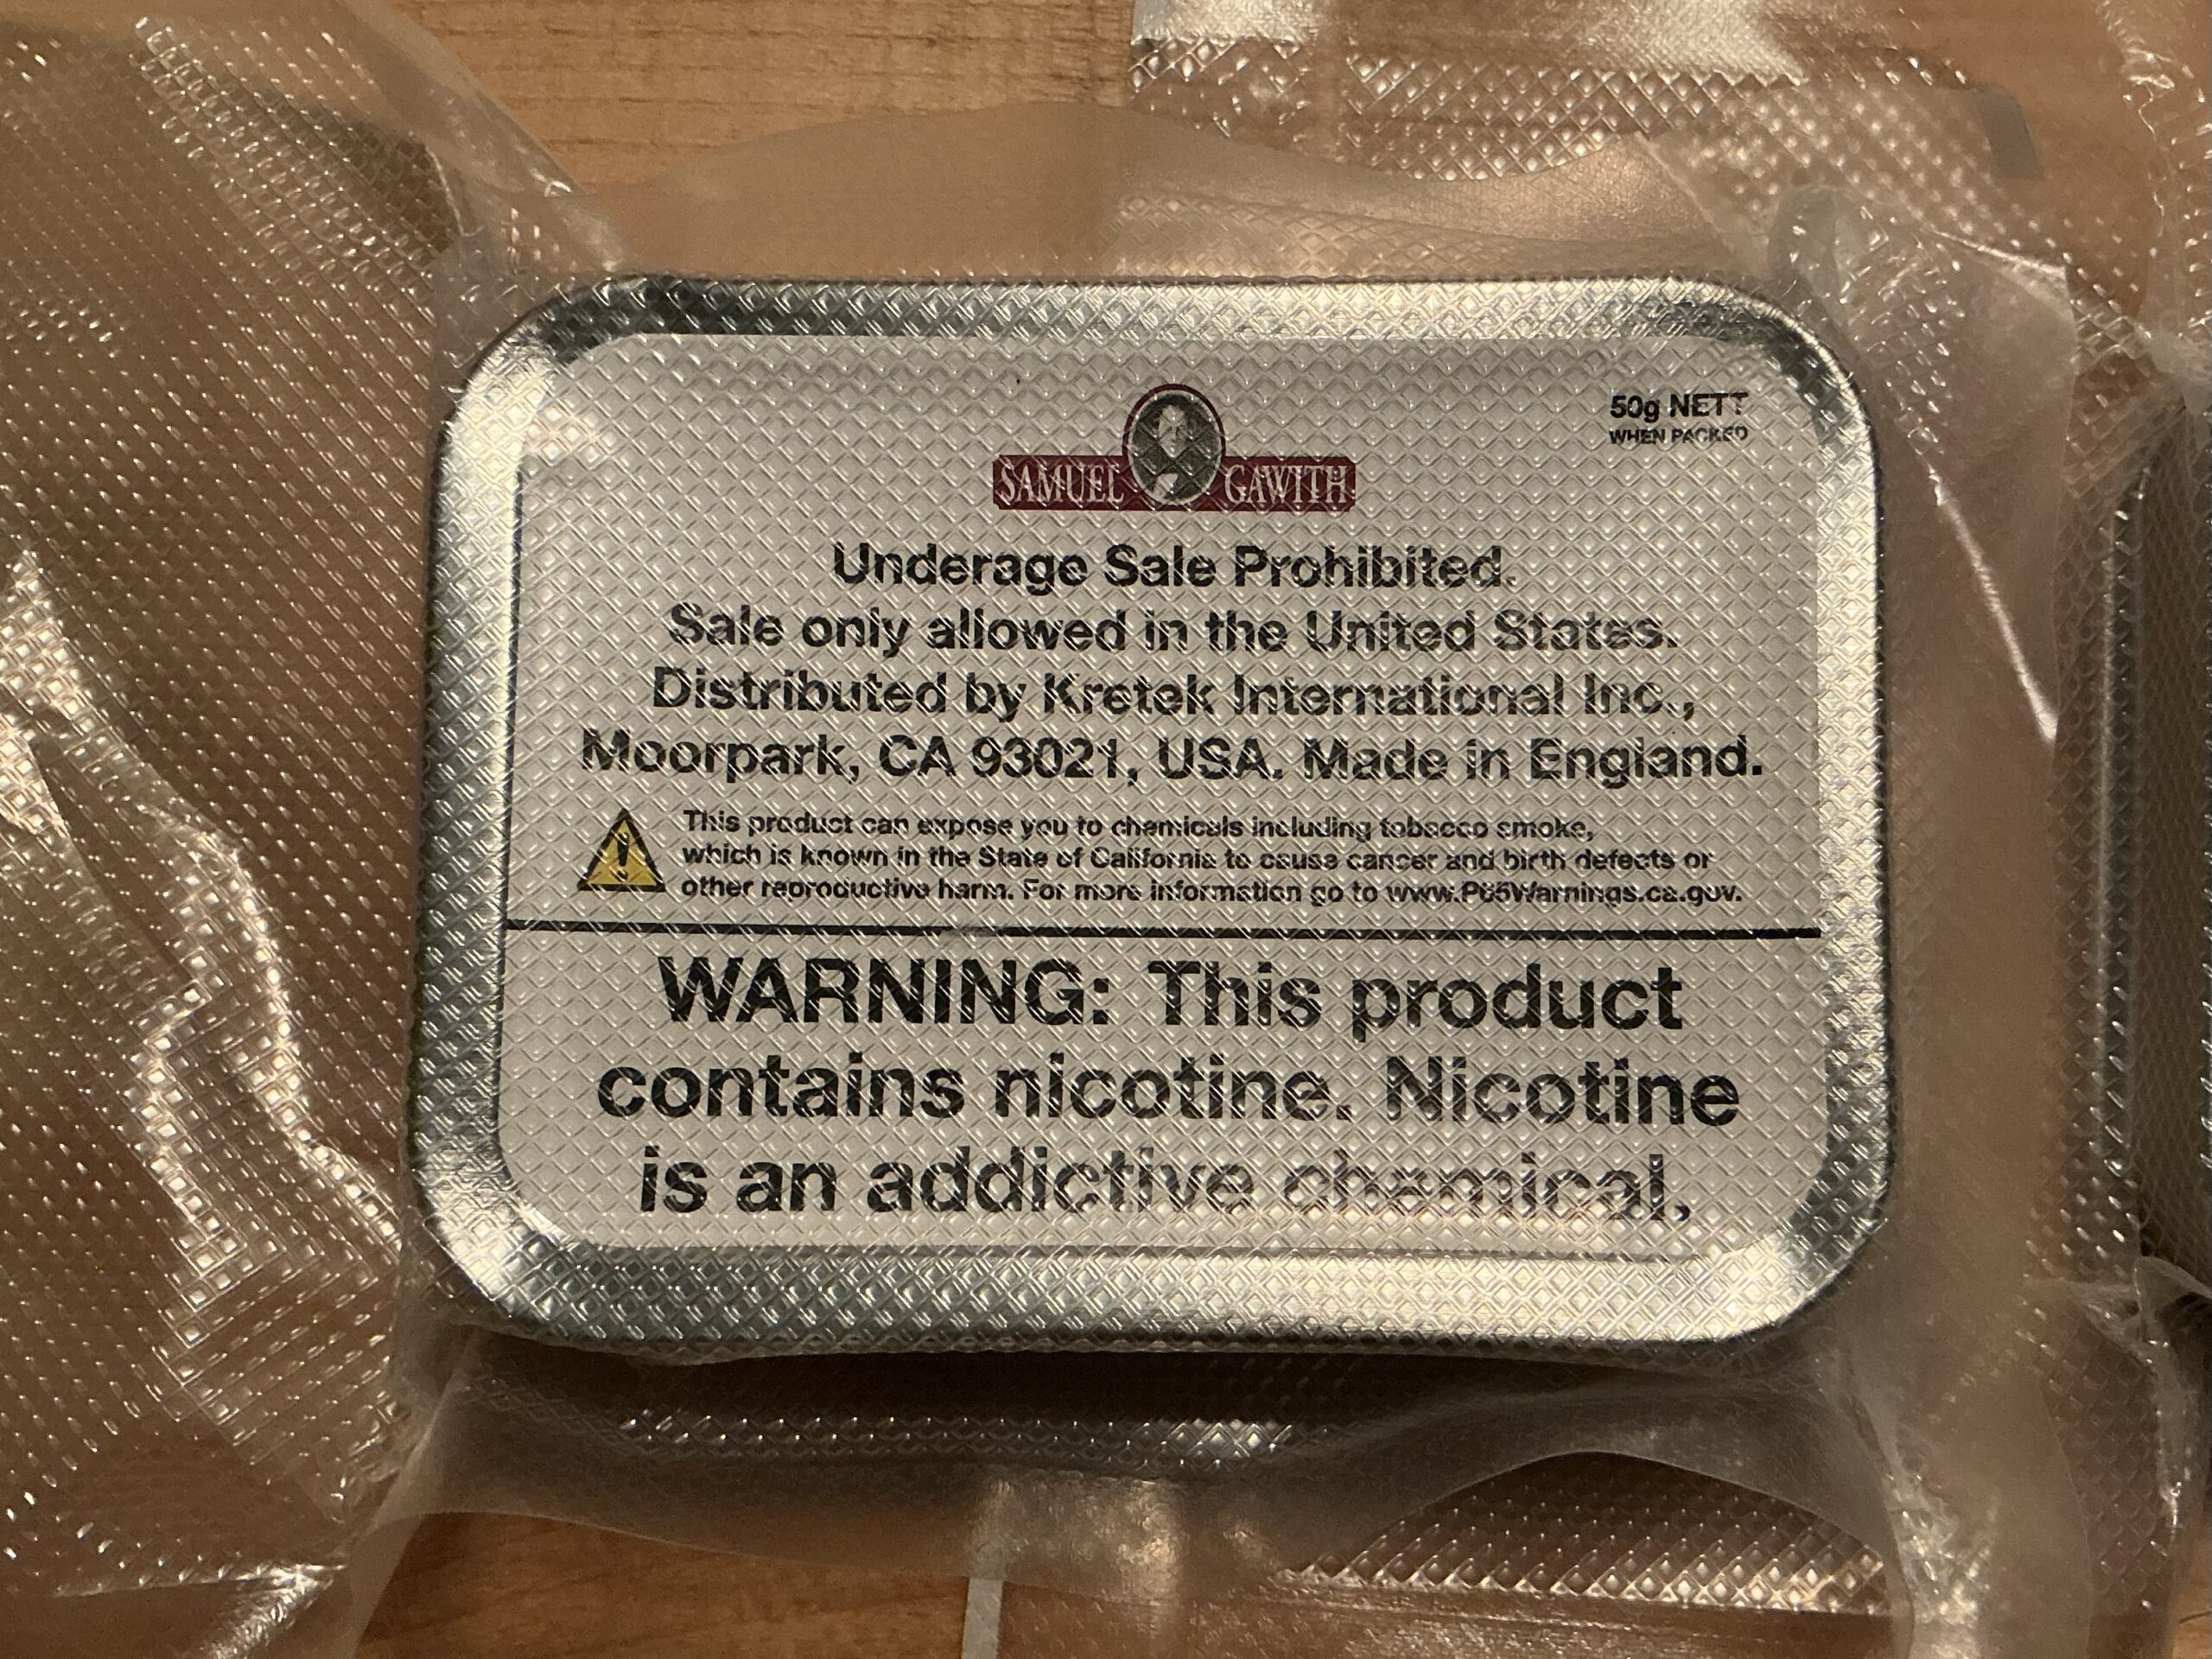 50g NETT
WHEN PACKED
SAMUEL GAWITH
Underage Sale Prohibited.
Sale only allowed in the United States.
Distributed by Kretek International Inc.,
Moorpark, CA 93021, USA. Made in England.
This product can expose you to chemicals including tobacco smoke,
which is known in the State of California to cause cancer and birth defects or
other reproductive harm. For more information go to www.P65Warnings.ca.gov.
WARNING: This product
contains nicotine. Nicotine
is an addictive chemical.